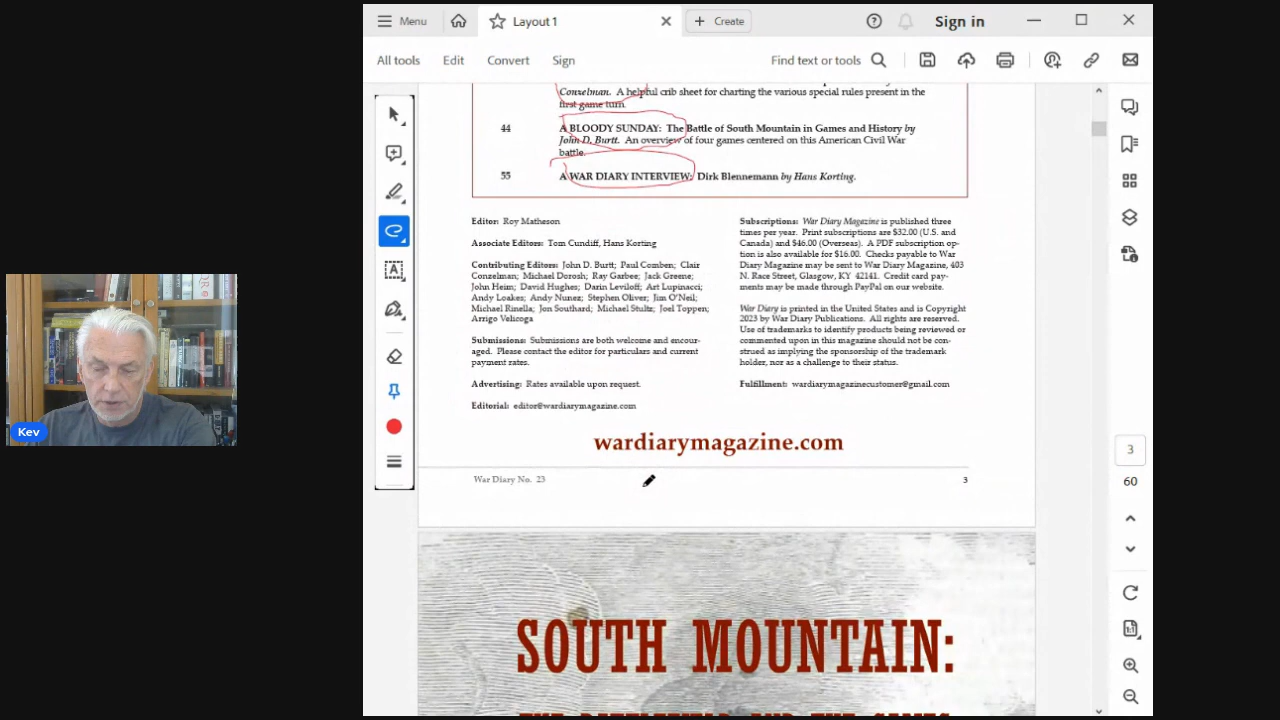 Menu
Layout 1
Create
Sign in
All tools
Edit
Convert
Sign
Find text or tools
Conzelman. A helpful crib sheet for charting the various special rules present in the
first game turn.
44 A BLOODY SUNDAY: The Battle of South Mountain in Games and History by
John D. Burtt. An overview of four games centered on this American Civil War
battle.
55 A WAR DIARY INTERVIEW: Dirk Blennemann by Hans Korting.
Editor: Roy Matheson
Associate Editors: Tom Cundiff, Hans Korting
Contributing Editors: John D. Burtt; Paul Comben; Clair
Conzelman; Michael Dorosh; Ray Garbee; Jack Greene;
John Heim; David Hughes; Darin Leviloff; Art Lupinacci;
Andy Loakes; Andy Nunez; Stephen Oliver; Jim O'Neil;
Michael Rinella; Jon Southard; Michael Stultz; Joel Toppen;
Arrigo Velicogna
Submissions: Submissions are both welcome and encour-
aged. Please contact the editor for particulars and current
payment rates.
Advertising: Rates available upon request.
Editorial: editor@wardiarymagazine.com
Subscriptions: War Diary Magazine is published three
times per year. Print subscriptions are $32.00 (U.S. and
Canada) and $46.00 (Overseas). A PDF subscription op-
tion is also available for $16.00. Checks payable to War
Diary Magazine may be sent to War Diary Magazine, 403
N. Race Street, Glasgow, KY 42141. Credit card pay-
ments may be made through PayPal on our website.
War Diary is printed in the United States and is Copyright
2023 by War Diary Publications. All rights are reserved.
Use of trademarks to identify products being reviewed or
commented upon in this magazine should not be con-
strued as implying the sponsorship of the trademark
holder, nor as a challenge to their status.
Fulfillment: wardiarymagazinecustomer@gmail.com
wardiarymagazine.com
War Diary No. 23
3
3
60
SOUTH MOUNTAIN:
Kev